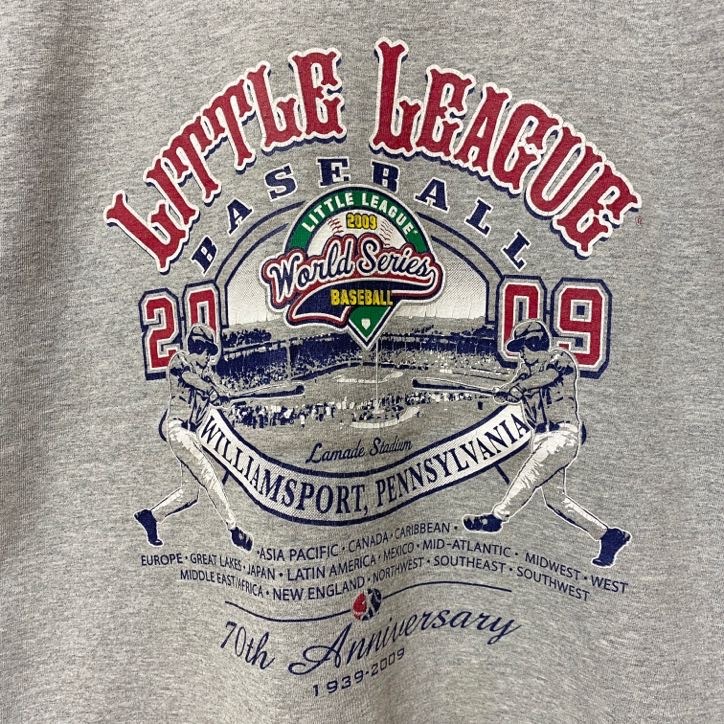 LITTLE LEAGUE®
BASEBALL
LITTLE LEAGUE®
2009
World Series
BASEBALL
2009
Lamade Stadium
WILLIAMSPORT, PENNSYLVANIA
ASIA PACIFIC • CANADA • CARIBBEAN •
EUROPE • GREAT LAKES • JAPAN • LATIN AMERICA • MEXICO • MID-ATLANTIC • MIDWEST • WEST
MIDDLE EAST/AFRICA • NEW ENGLAND • NORTHWEST • SOUTHEAST • SOUTHWEST
70th Anniversary
1939-2009